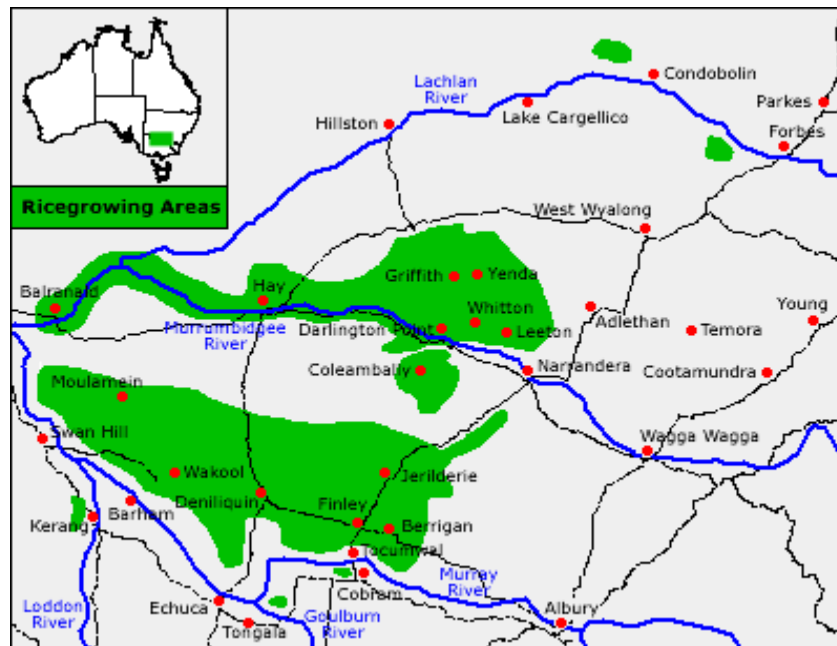 Ricegrowing Areas
Lachlan
River
Condobolin
Parkes
Lake Cargellico
Forbes
Hillston
West Wyalong
Griffith
Yenda
Balranald
Hay
Whitton
Adlethan
Young
Murrumbidgee
River
Darlington Point
Leeton
Temora
Coleambally
Narrandera
Cootamundra
Moulamein
Swan Hill
Wagga Wagga
Wakool
Jerilderie
Deniliquin
Finley
Barham
Kerang
Berrigan
Tocumwal
Cobram
Murray
River
Echuca
Loddon
River
Goulburn
River
Tongala
Albury